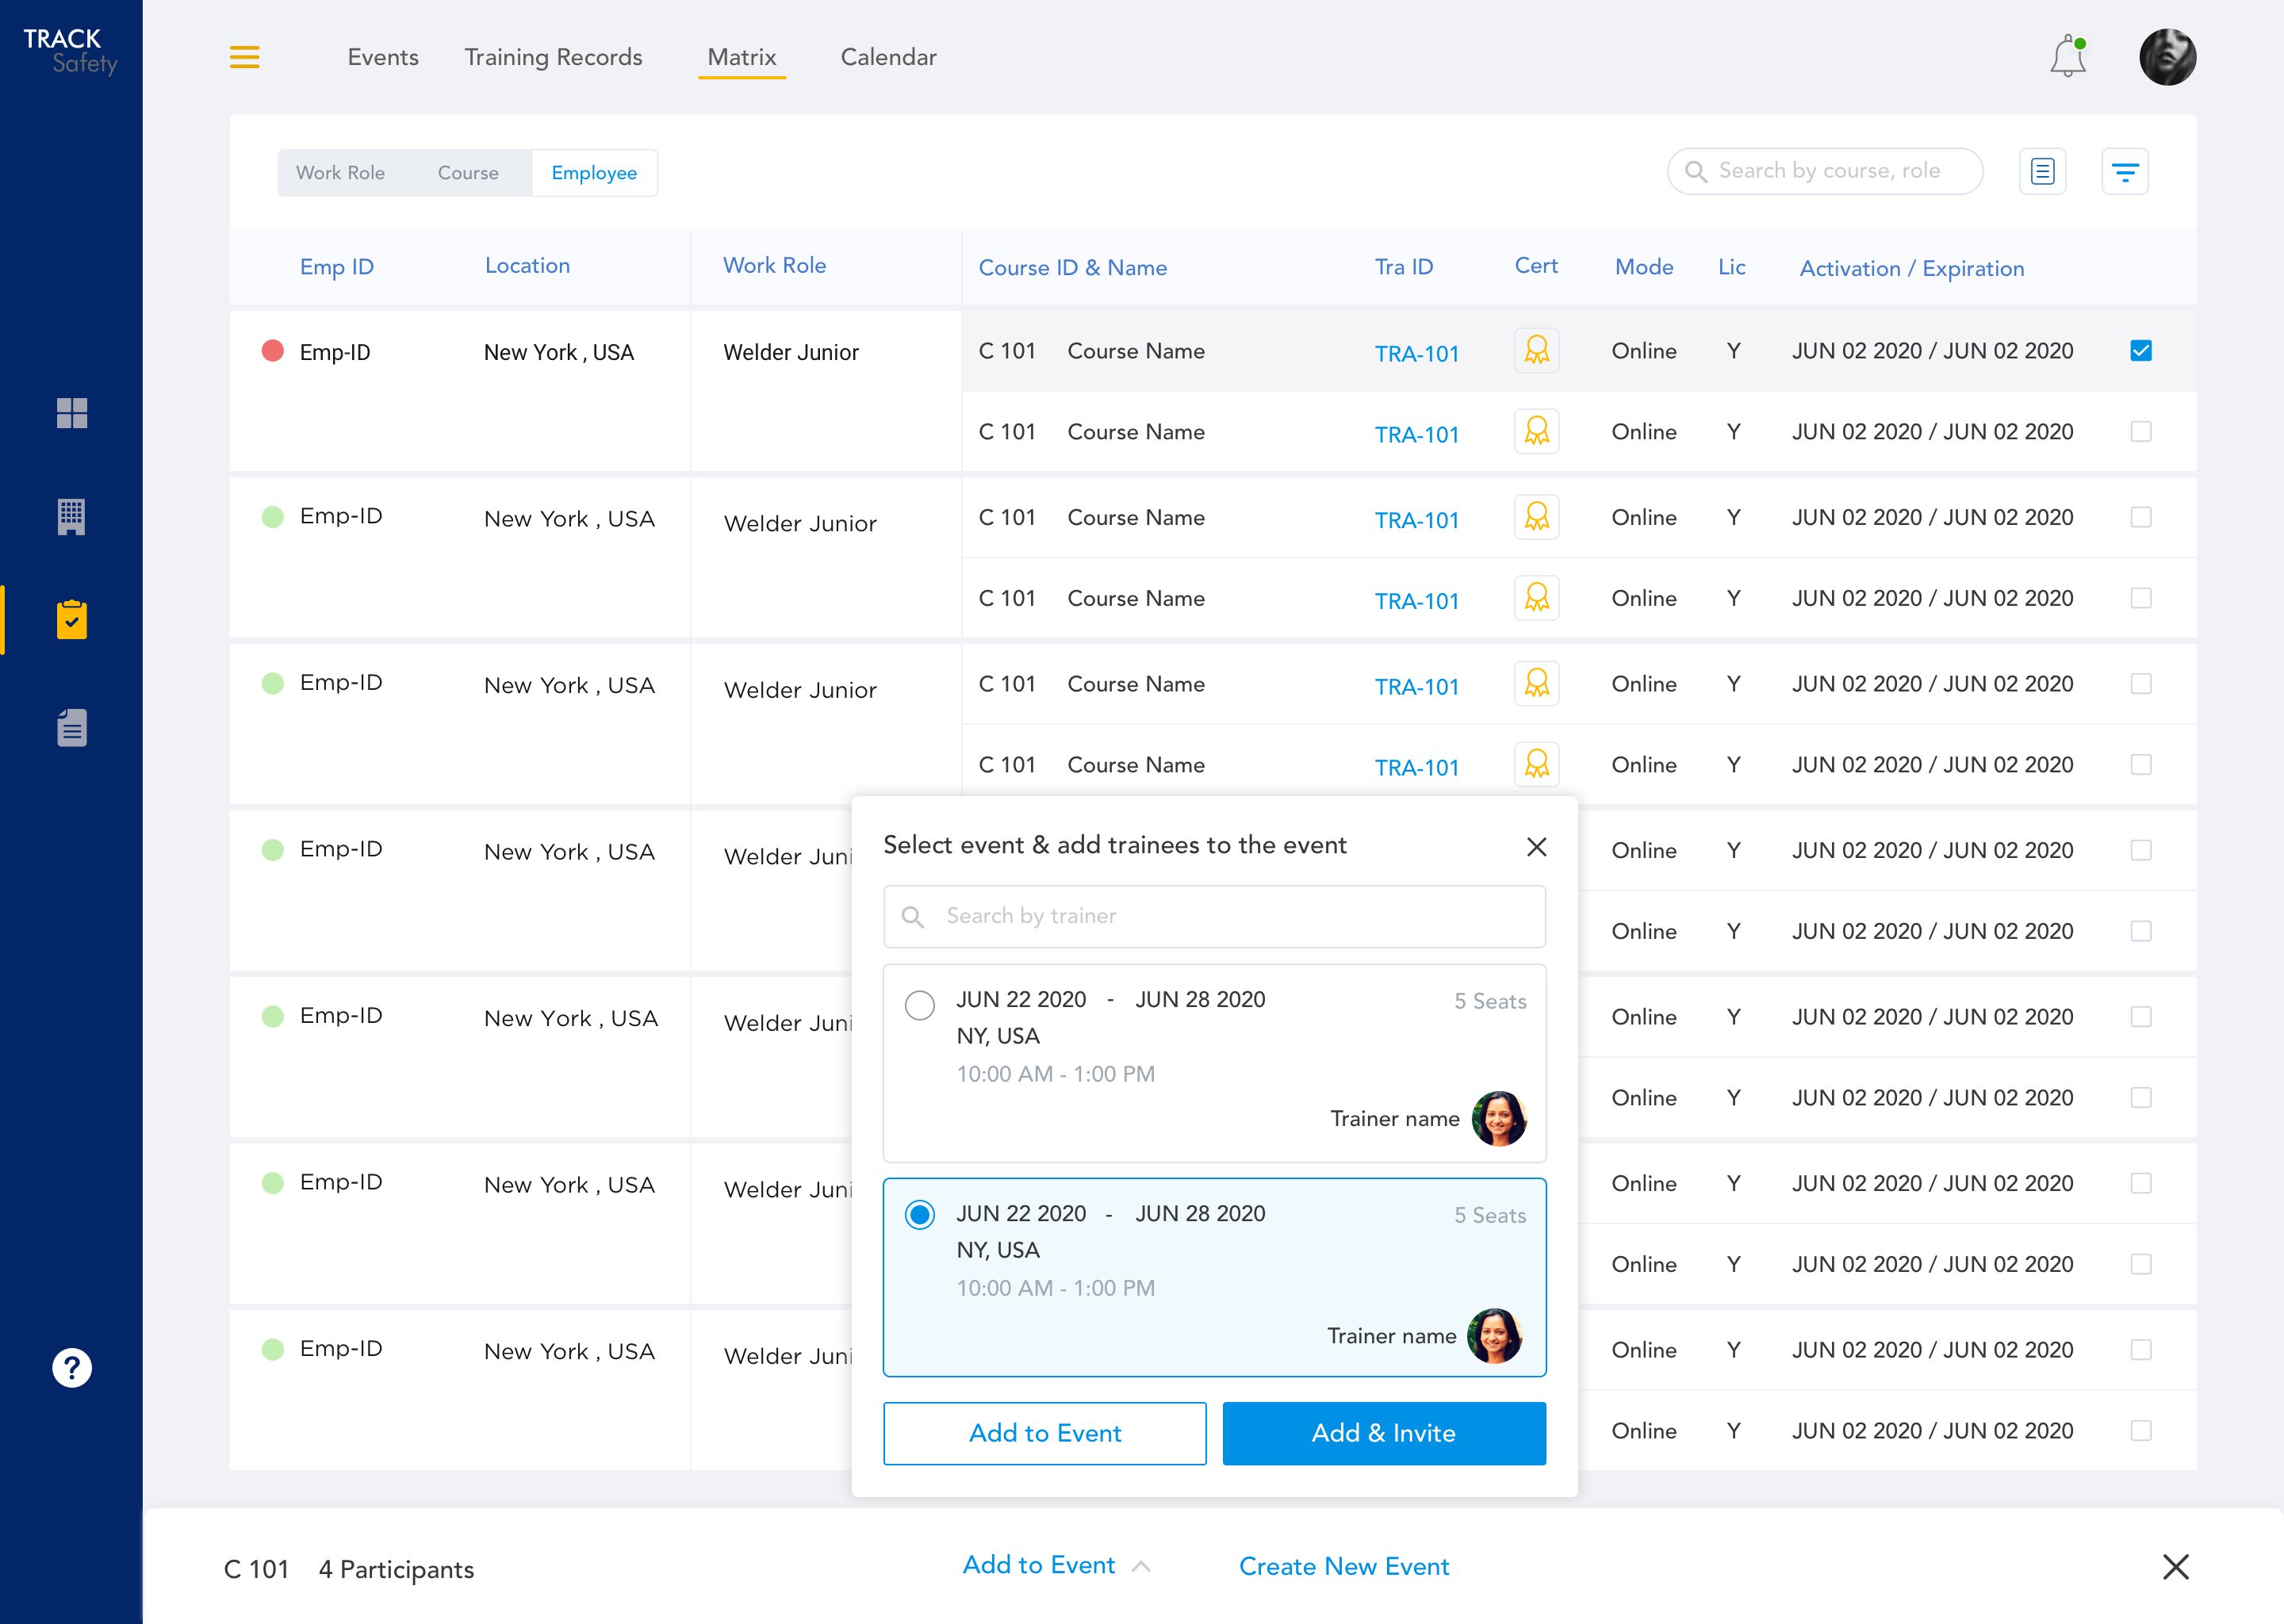 TRACK
Safety
Events Training Records Matrix Calendar
Work Role Course Employee
Search by course, role
Emp ID Location Work Role Course ID & Name Tra ID Cert Mode Lic Activation / Expiration
Emp-ID New York , USA Welder Junior C 101 Course Name TRA-101 Online Y JUN 02 2020 / JUN 02 2020
C 101 Course Name TRA-101 Online Y JUN 02 2020 / JUN 02 2020
Emp-ID New York , USA Welder Junior C 101 Course Name TRA-101 Online Y JUN 02 2020 / JUN 02 2020
C 101 Course Name TRA-101 Online Y JUN 02 2020 / JUN 02 2020
Emp-ID New York , USA Welder Junior C 101 Course Name TRA-101 Online Y JUN 02 2020 / JUN 02 2020
C 101 Course Name TRA-101 Online Y JUN 02 2020 / JUN 02 2020
Emp-ID New York , USA Welder Juni Online Y JUN 02 2020 / JUN 02 2020
Online Y JUN 02 2020 / JUN 02 2020
Emp-ID New York , USA Welder Juni Online Y JUN 02 2020 / JUN 02 2020
Online Y JUN 02 2020 / JUN 02 2020
Emp-ID New York , USA Welder Juni Online Y JUN 02 2020 / JUN 02 2020
Online Y JUN 02 2020 / JUN 02 2020
Emp-ID New York , USA Welder Juni Online Y JUN 02 2020 / JUN 02 2020
Online Y JUN 02 2020 / JUN 02 2020
Select event & add trainees to the event
Search by trainer
JUN 22 2020 - JUN 28 2020 5 Seats
NY, USA
10:00 AM - 1:00 PM
Trainer name
JUN 22 2020 - JUN 28 2020 5 Seats
NY, USA
10:00 AM - 1:00 PM
Trainer name
Add to Event Add & Invite
?
C 101 4 Participants Add to Event Create New Event